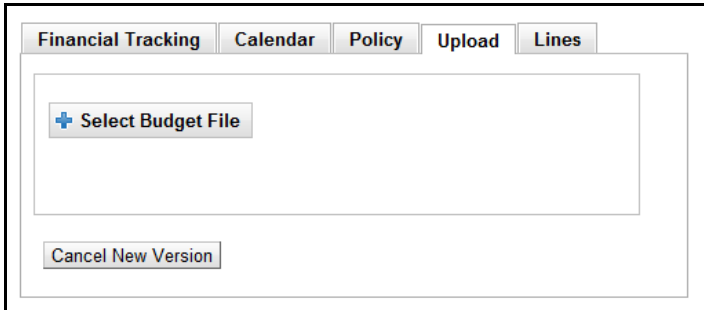 Financial Tracking Calendar Policy Upload Lines
Select Budget File
Cancel New Version